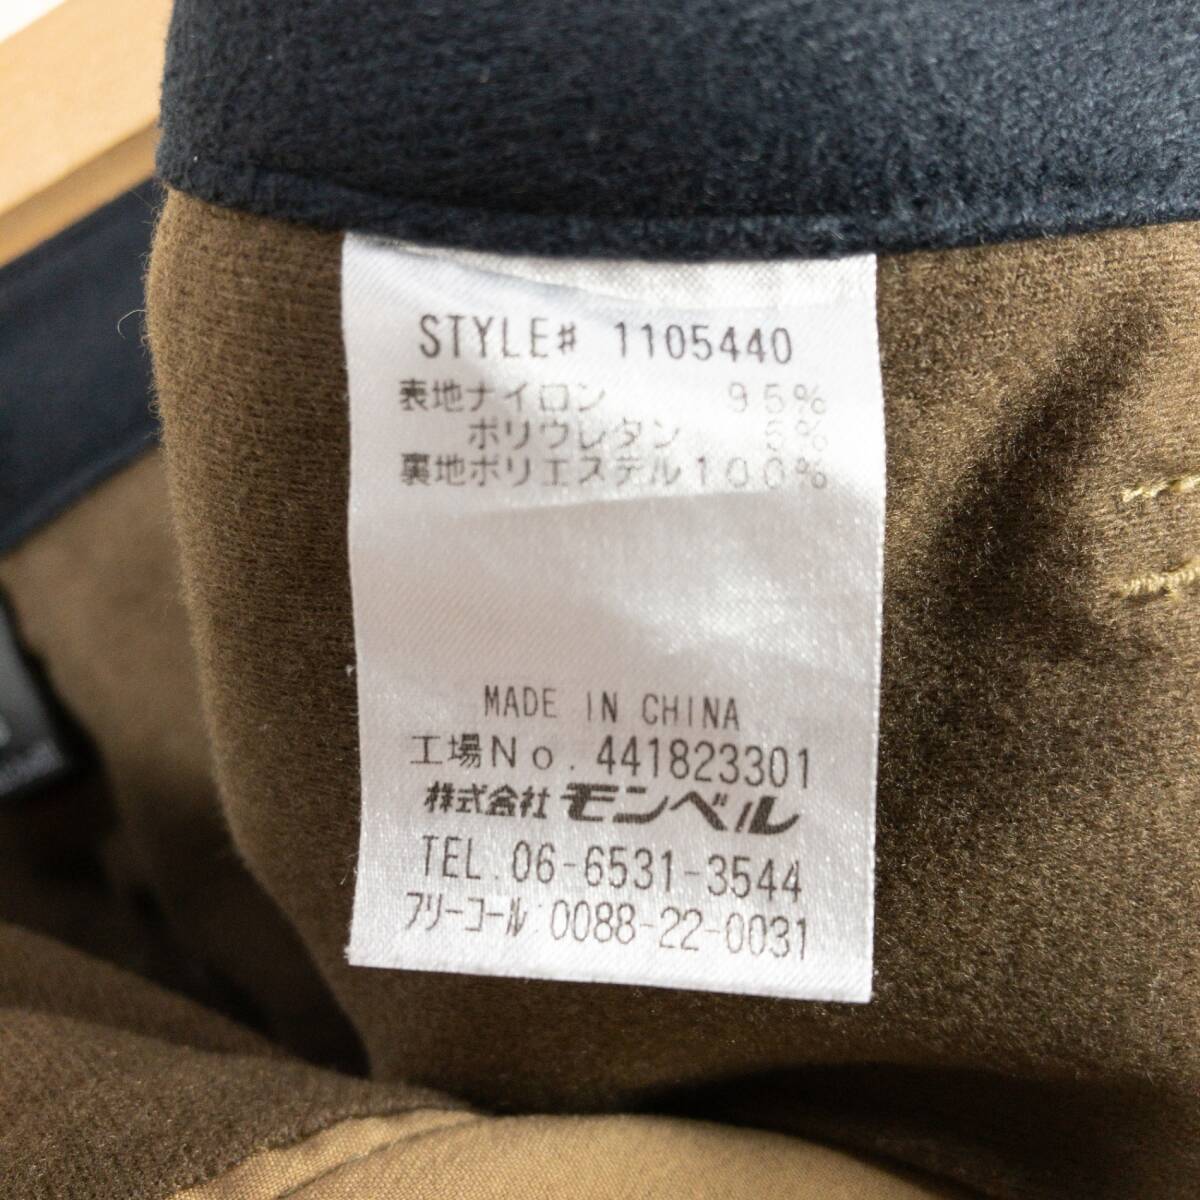 STYLE# 1105440
表地ナイロン 95%
ポリウレタン 5%
裏地ポリエステル100%
MADE IN CHINA
工場No. 441823301
株式会社 モンベル
TEL. 06-6531-3544
フリーコール 0088-22-0031